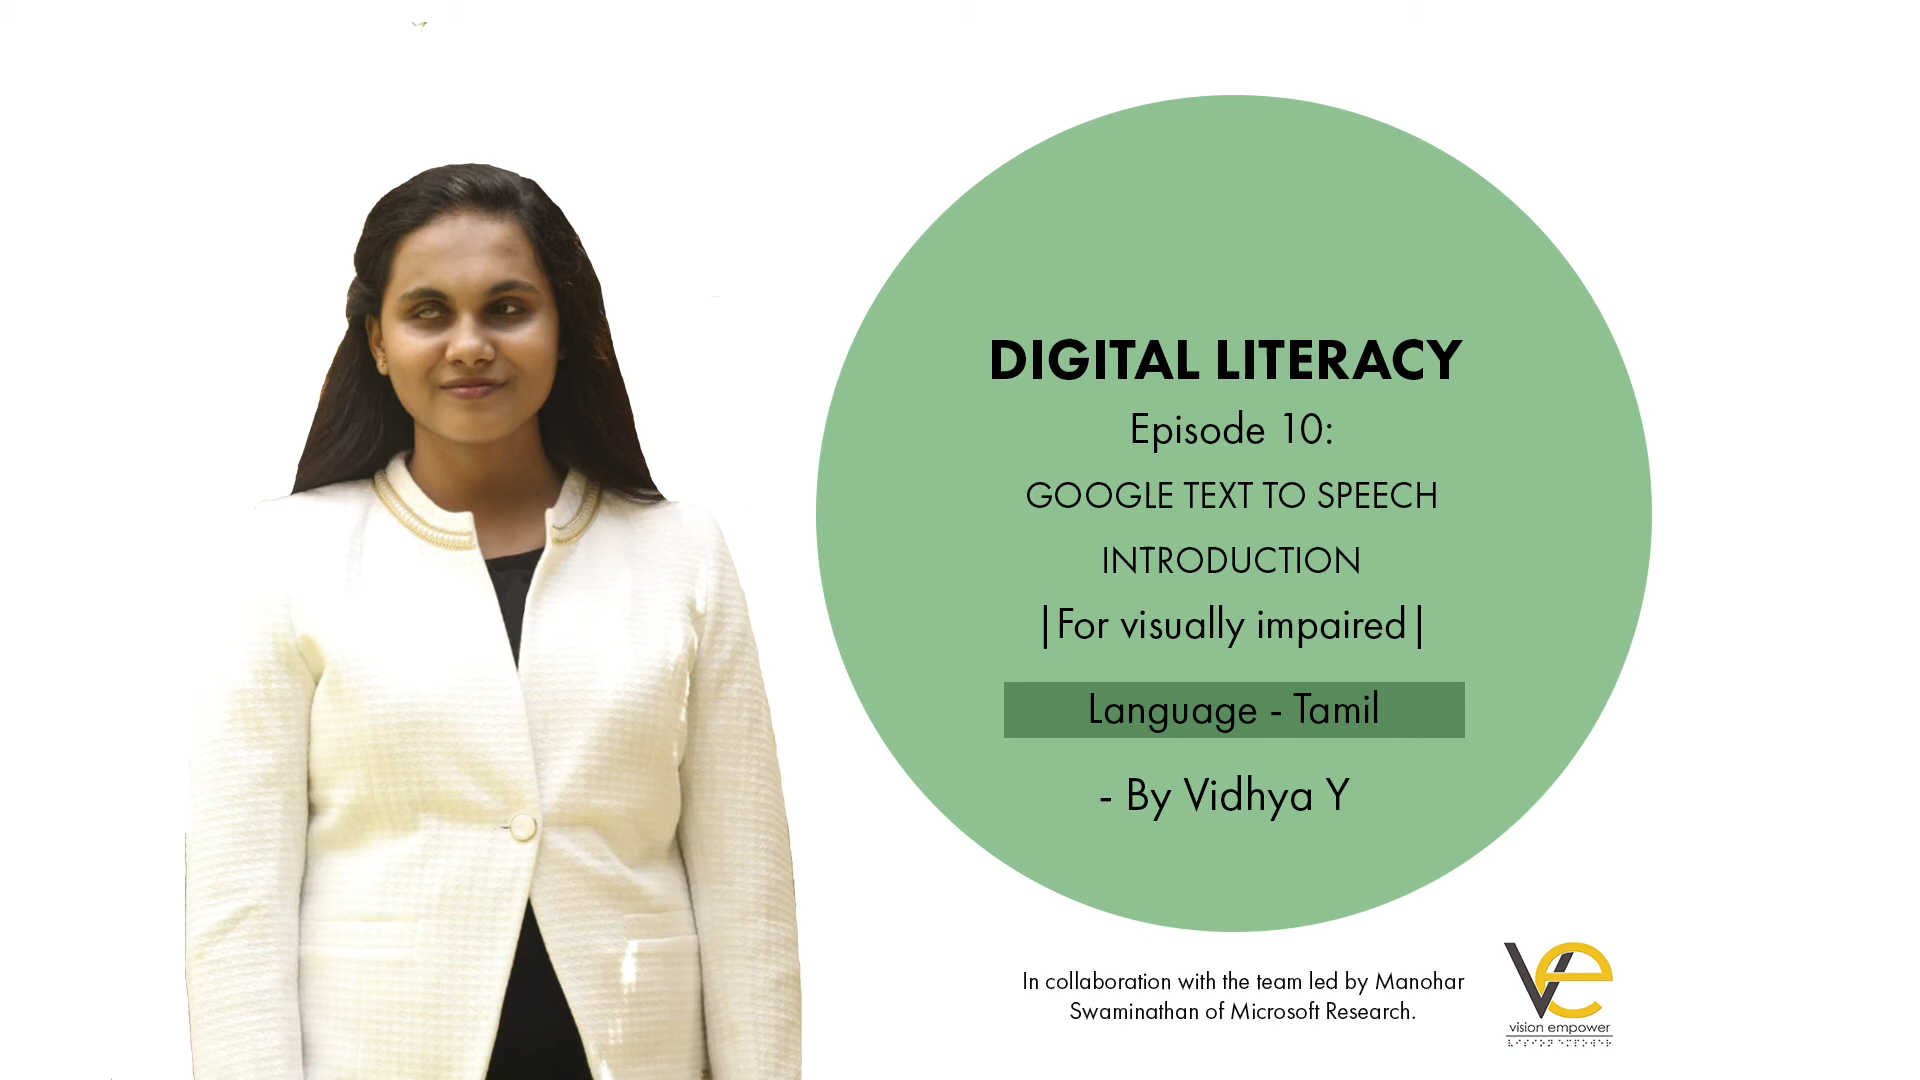 DIGITAL LITERACY
Episode 10:
GOOGLE TEXT TO SPEECH
INTRODUCTION
|For visually impaired|
Language - Tamil
- By Vidhya Y
In collaboration with the team led by Manohar
Swaminathan of Microsoft Research.
ve
vision empower